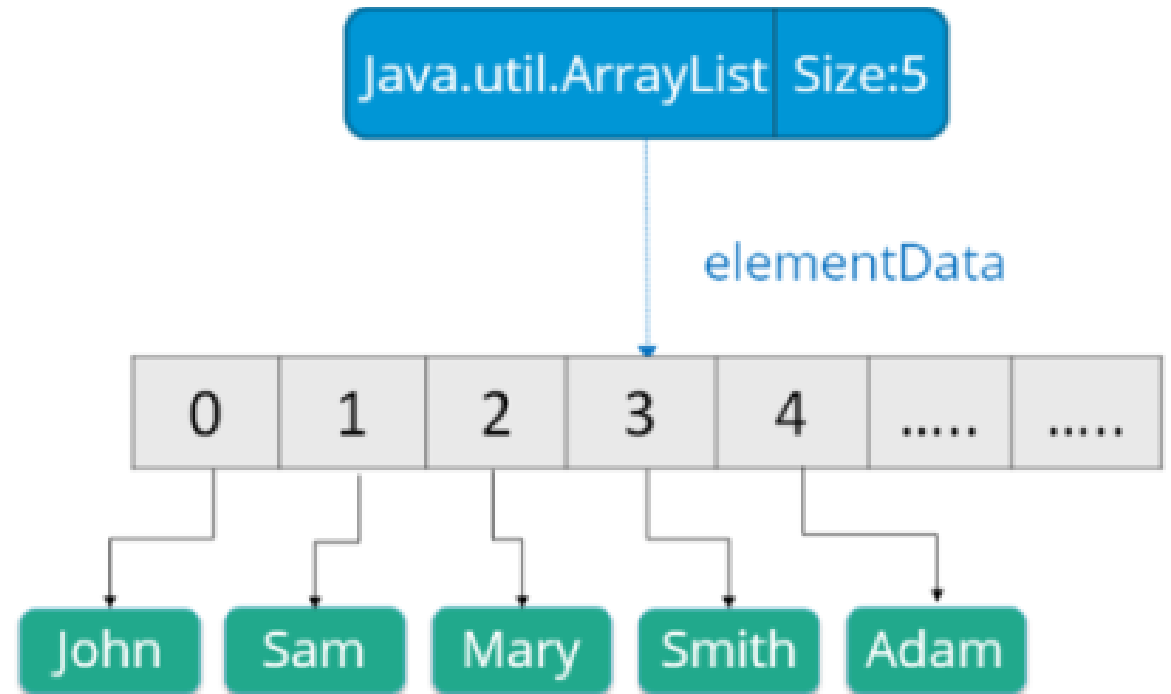 Java.util.ArrayList Size:5
elementData
0 1 2 3 4 ..... .....
John Sam Mary Smith Adam